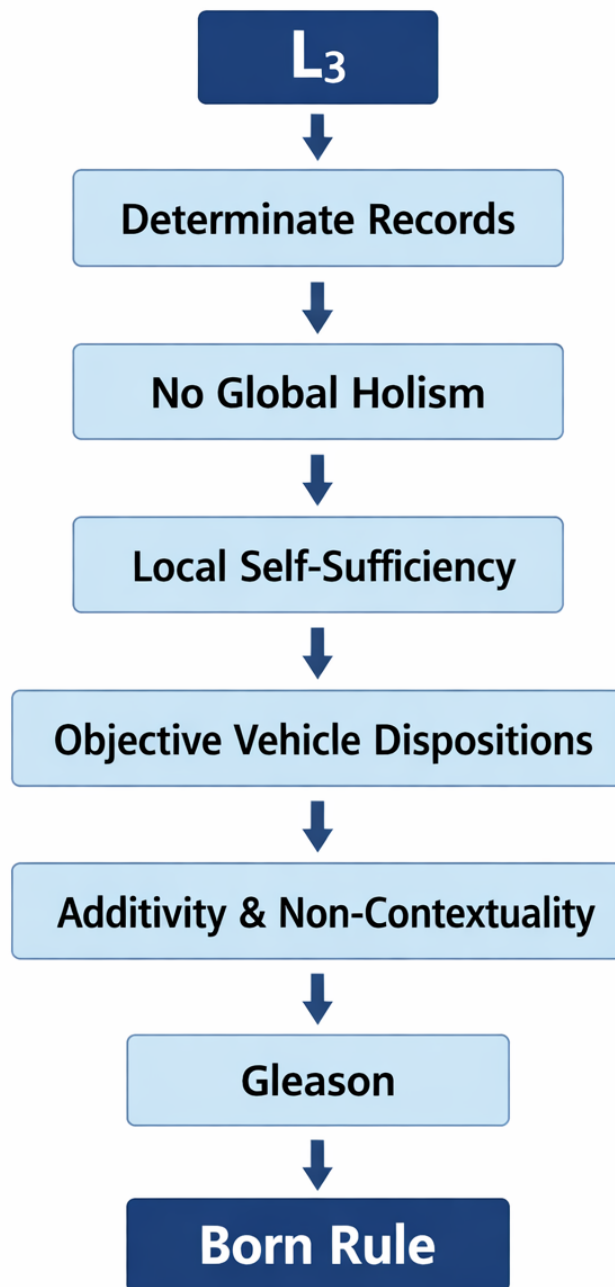 L₃
Determinate Records
No Global Holism
Local Self-Sufficiency
Objective Vehicle Dispositions
Additivity & Non-Contextuality
Gleason
Born Rule